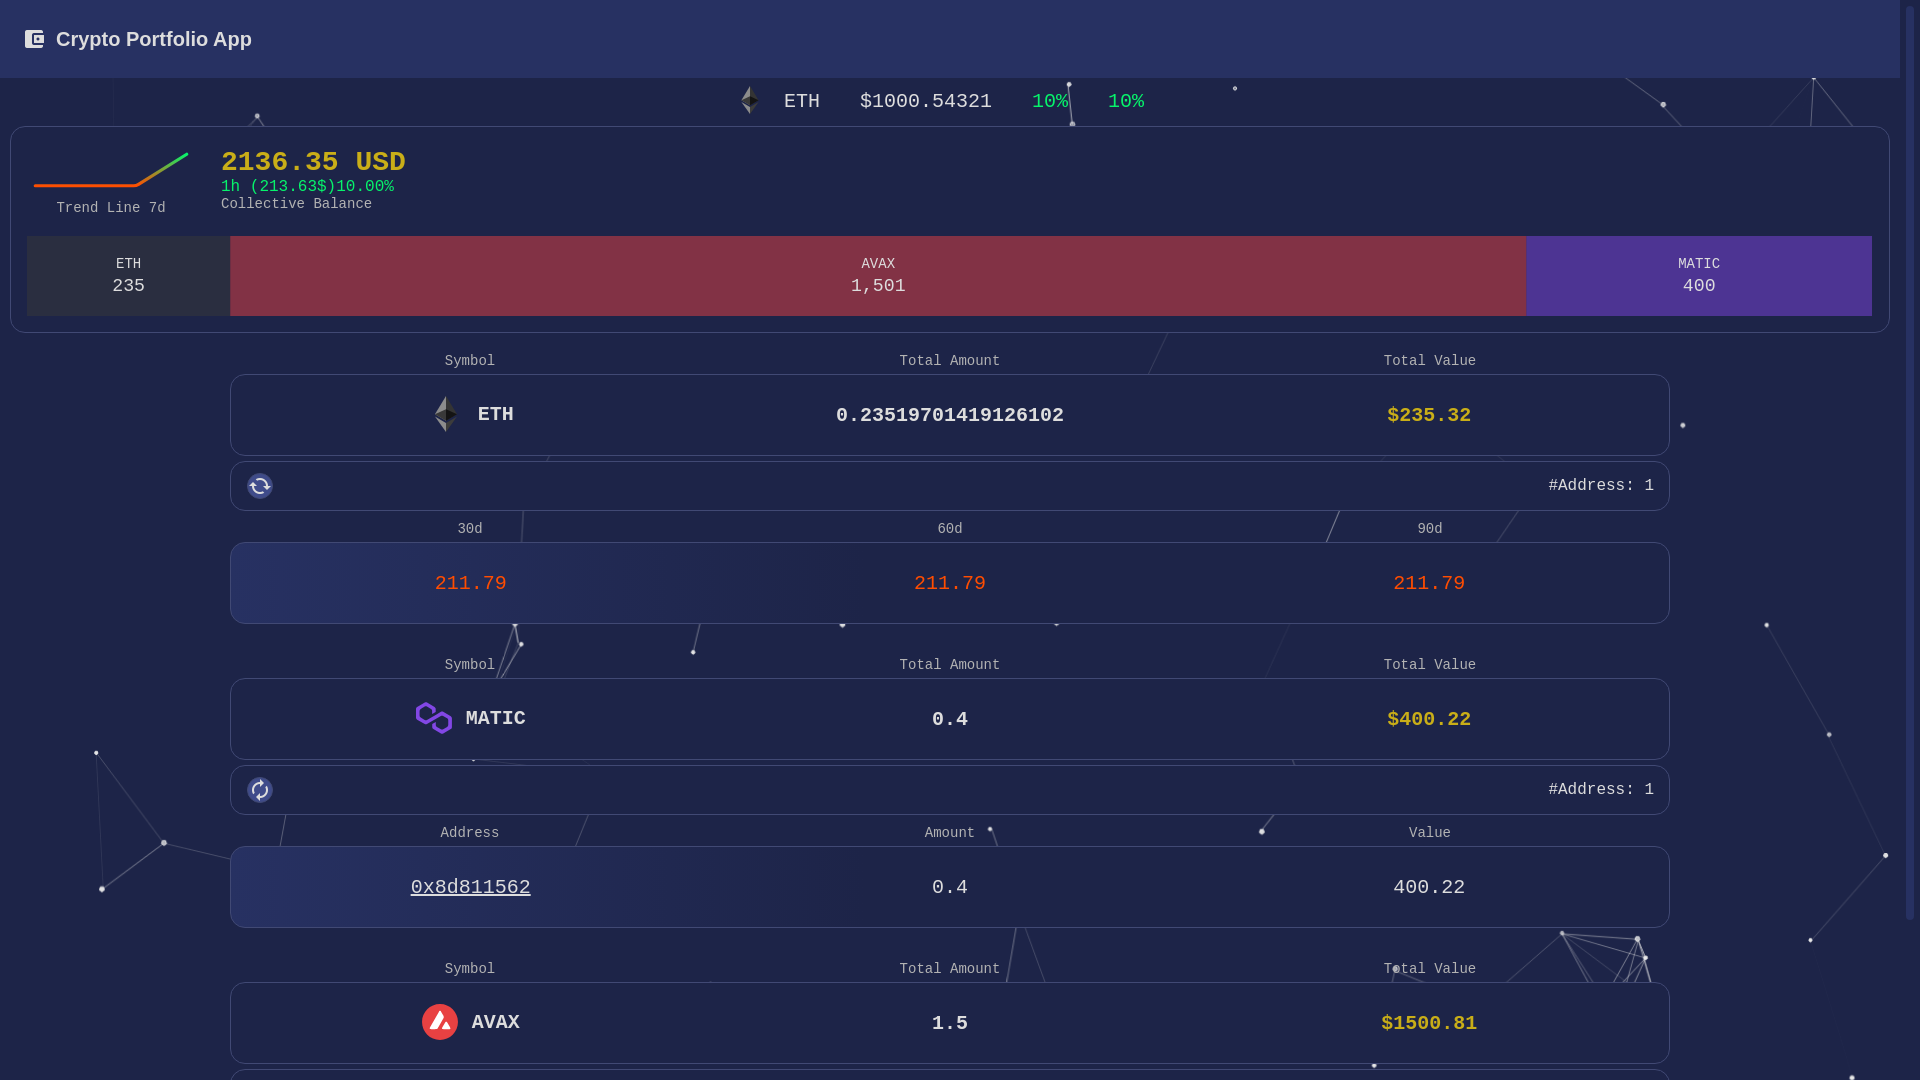 Crypto Portfolio App
ETH $1000.54321 10% 10%
2136.35 USD
1h (213.63$)10.00%
Collective Balance
Trend Line 7d
ETH AVAX MATIC
235 1,501 400
Symbol Total Amount Total Value
ETH 0.23519701419126102 $235.32
#Address: 1
30d 60d 90d
211.79 211.79 211.79
Symbol Total Amount Total Value
MATIC 0.4 $400.22
#Address: 1
Address Amount Value
0x8d811562 0.4 400.22
Symbol Total Amount Total Value
AVAX 1.5 $1500.81